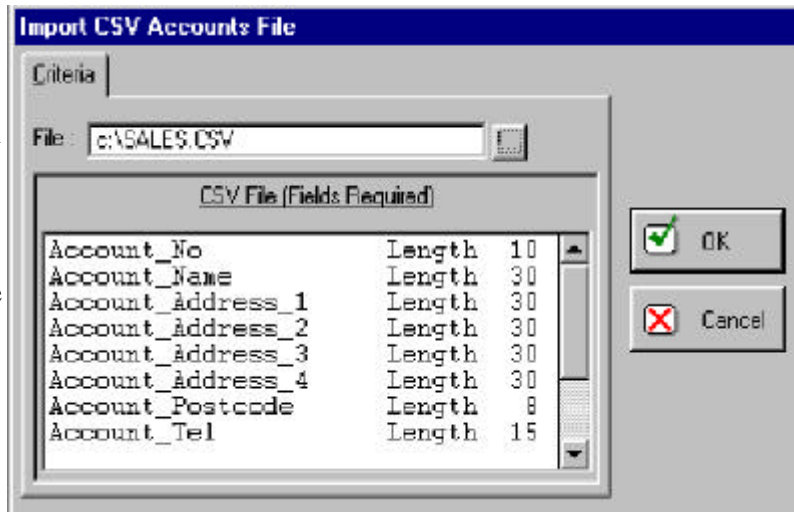 Import CSV Accounts File
Criteria
File : c:\SALES.CSV
CSV File (Fields Required)
Account_No Length 10
Account_Name Length 30
Account_Address_1 Length 30
Account_Address_2 Length 30
Account_Address_3 Length 30
Account_Address_4 Length 30
Account_Postcode Length 8
Account_Tel Length 15
OK
Cancel